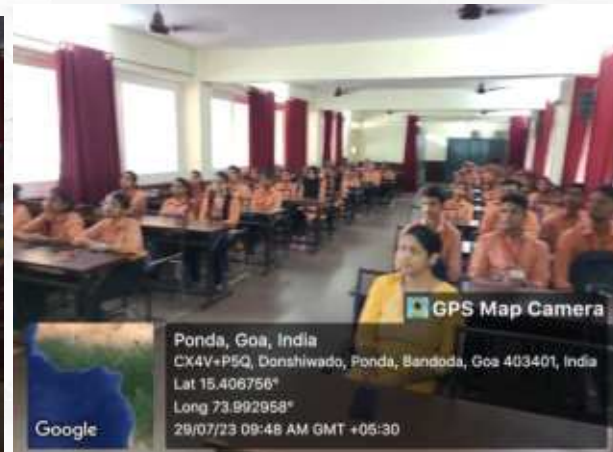 GPS Map Camera
Ponda, Goa, India
CX4V+P5Q, Donshiwado, Ponda, Bandoda, Goa 403401, India
Lat 15.406756°
Long 73.992958°
29/07/23 09:48 AM GMT +05:30
Google